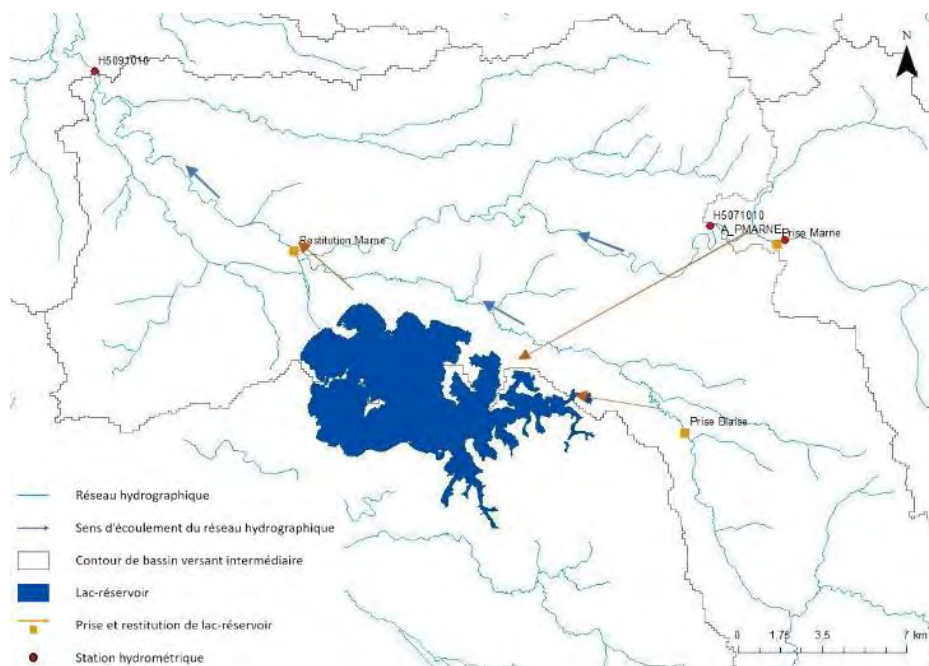 N
H5091010
H5071010
A_PMARNE
Prise Marne
Restitution Marne
Prise Blaise
Réseau hydrographique
Sens d'écoulement du réseau hydrographique
Contour de bassin versant intermédiaire
Lac-réservoir
Prise et restitution de lac-réservoir
Station hydrométrique
0 1,75 3,5 7 km